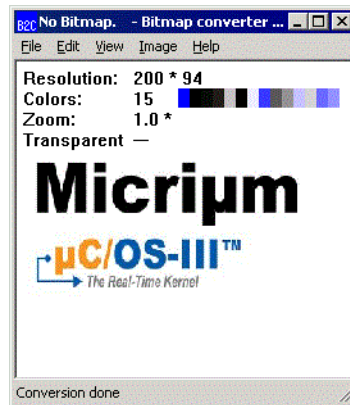 B2C No Bitmap. - Bitmap converter ...
File Edit View Image Help
Resolution: 200 * 94
Colors: 15
Zoom: 1.0 *
Transparent —
Micriµm
µC/OS-III™
The Real-Time Kernel
Conversion done